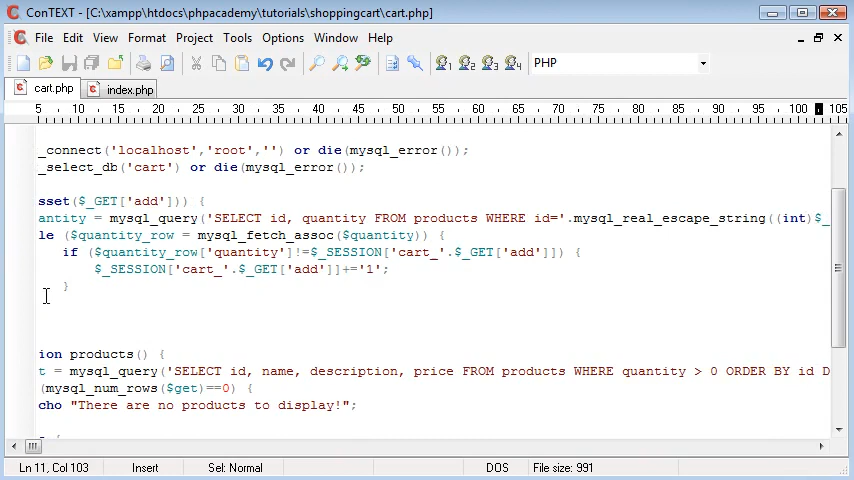 ConTEXT - [C:\xampp\htdocs\phpacademy\tutorials\shoppingcart\cart.php]
File Edit View Format Project Tools Options Window Help
1 2 3 4 PHP
cart.php index.php
5 10 15 20 25 30 35 40 45 50 55 60 65 70 75 80 85 90 95 100 105
_connect('localhost','root','') or die(mysql_error());
_select_db('cart') or die(mysql_error());
sset($_GET['add'])) {
antity = mysql_query('SELECT id, quantity FROM products WHERE id='.mysql_real_escape_string((int)$_
le ($quantity_row = mysql_fetch_assoc($quantity)) {
if ($quantity_row['quantity']!=$_SESSION['cart_'.$_GET['add']]) {
$_SESSION['cart_'.$_GET['add']]+='1';
}
ion products() {
t = mysql_query('SELECT id, name, description, price FROM products WHERE quantity > 0 ORDER BY id D
(mysql_num_rows($get)==0) {
cho "There are no products to display!";
Ln 11, Col 103 Insert Sel: Normal DOS File size: 991